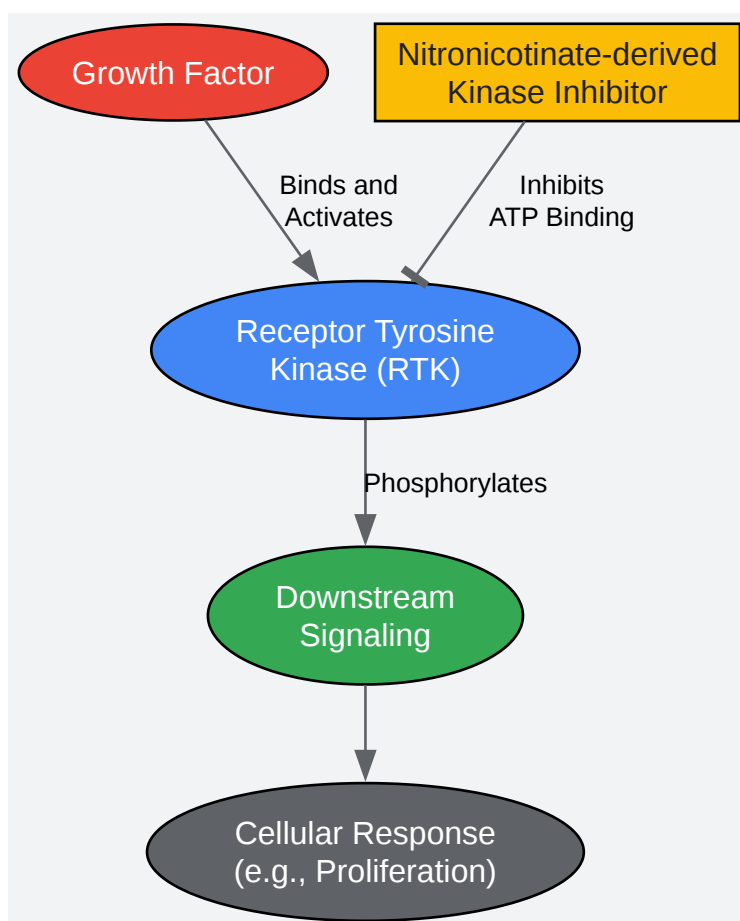 Growth Factor
Nitronicotinate-derived
Kinase Inhibitor
Binds and
Activates
Inhibits
ATP Binding
Receptor Tyrosine
Kinase (RTK)
Phosphorylates
Downstream
Signaling
Cellular Response
(e.g., Proliferation)